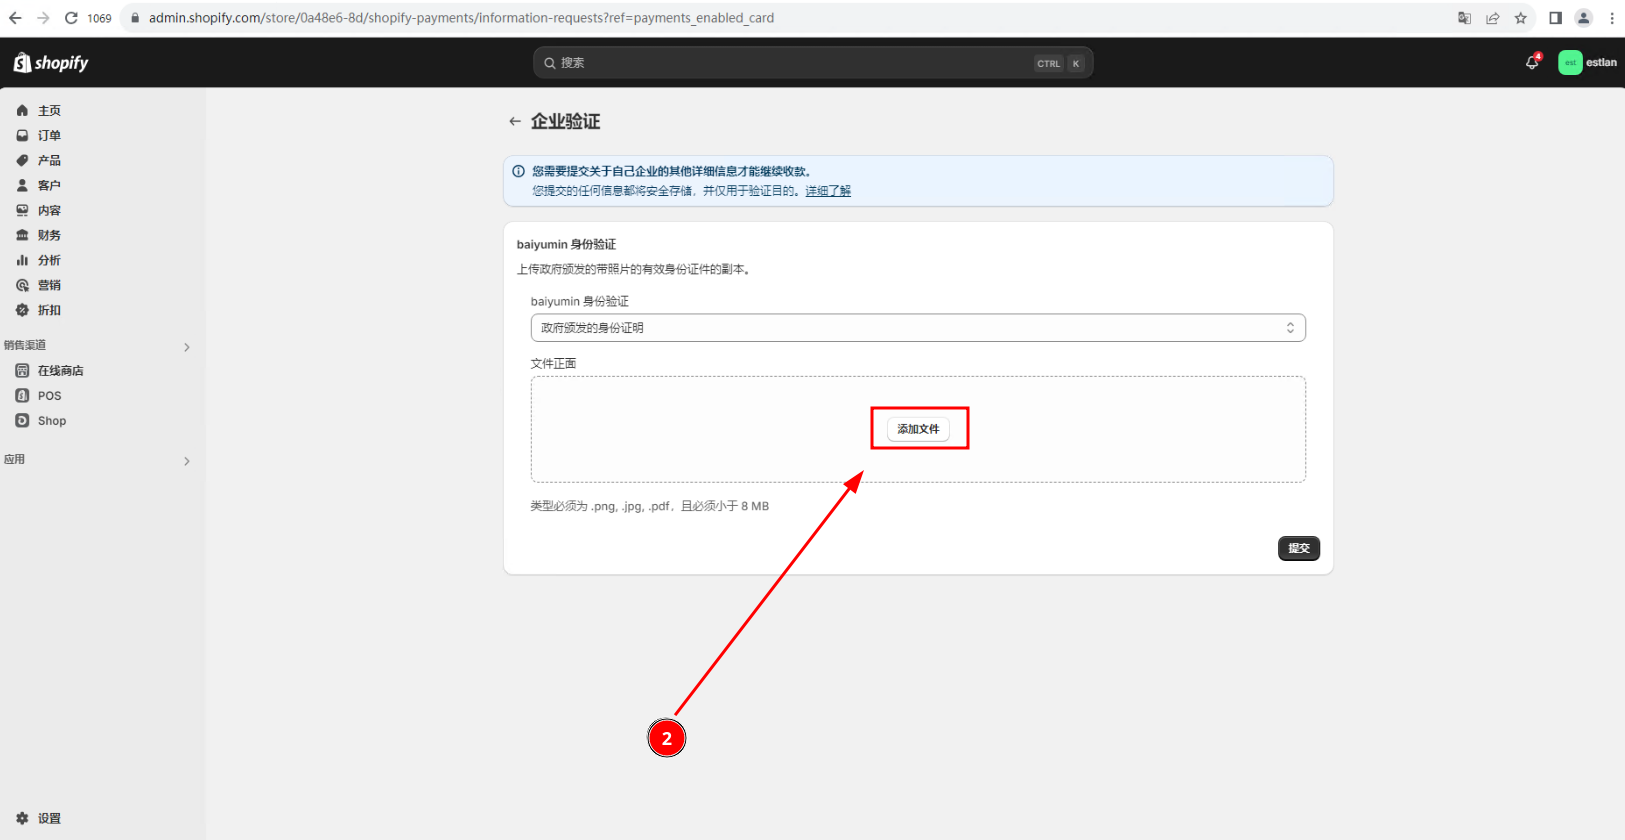 1069
admin.shopify.com/store/0a48e6-8d/shopify-payments/information-requests?ref=payments_enabled_card
shopify
搜索
CTRL K
4
est
estlan
主页
订单
产品
客户
内容
财务
分析
营销
折扣
销售渠道
在线商店
POS
Shop
应用
设置
企业验证
您需要提交关于自己企业的其他详细信息才能继续收款。
您提交的任何信息都将安全存储，并仅用于验证目的。详细了解
baiyumin 身份验证
上传政府颁发的带照片的有效身份证件的副本。
baiyumin 身份验证
政府颁发的身份证明
文件正面
添加文件
类型必须为 .png, .jpg, .pdf，且必须小于 8 MB
提交
2